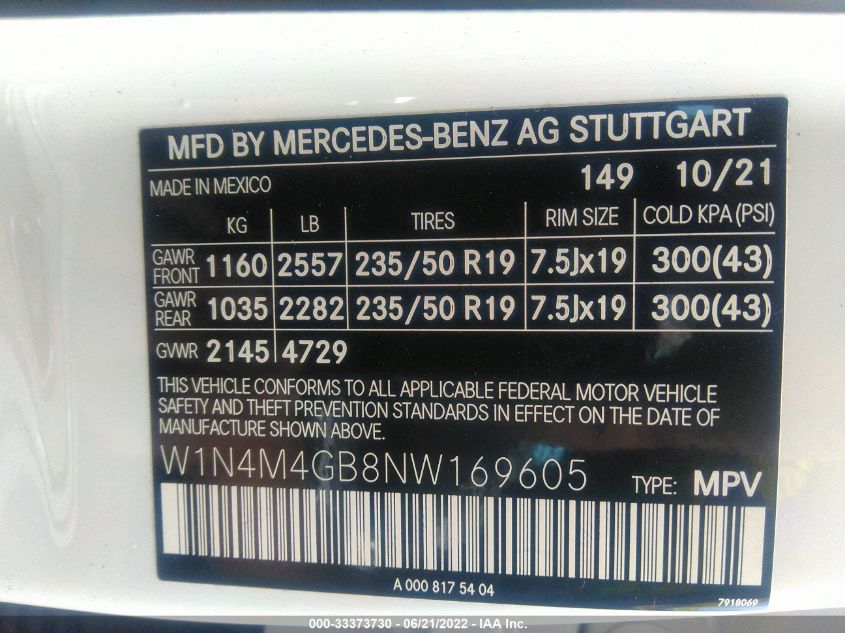 MFD BY MERCEDES-BENZ AG STUTTGART
MADE IN MEXICO 149 10/21
KG LB TIRES RIM SIZE COLD KPA (PSI)
GAWR FRONT 1160 2557 235/50 R19 7.5Jx19 300(43)
GAWR REAR 1035 2282 235/50 R19 7.5Jx19 300(43)
GVWR 2145 4729
THIS VEHICLE CONFORMS TO ALL APPLICABLE FEDERAL MOTOR VEHICLE
SAFETY AND THEFT PREVENTION STANDARDS IN EFFECT ON THE DATE OF
MANUFACTURE SHOWN ABOVE.
W1N4M4GB8NW169605 TYPE: MPV
A 000 817 54 04
7918069
000-33373730 - 06/21/2022 - IAAI.com